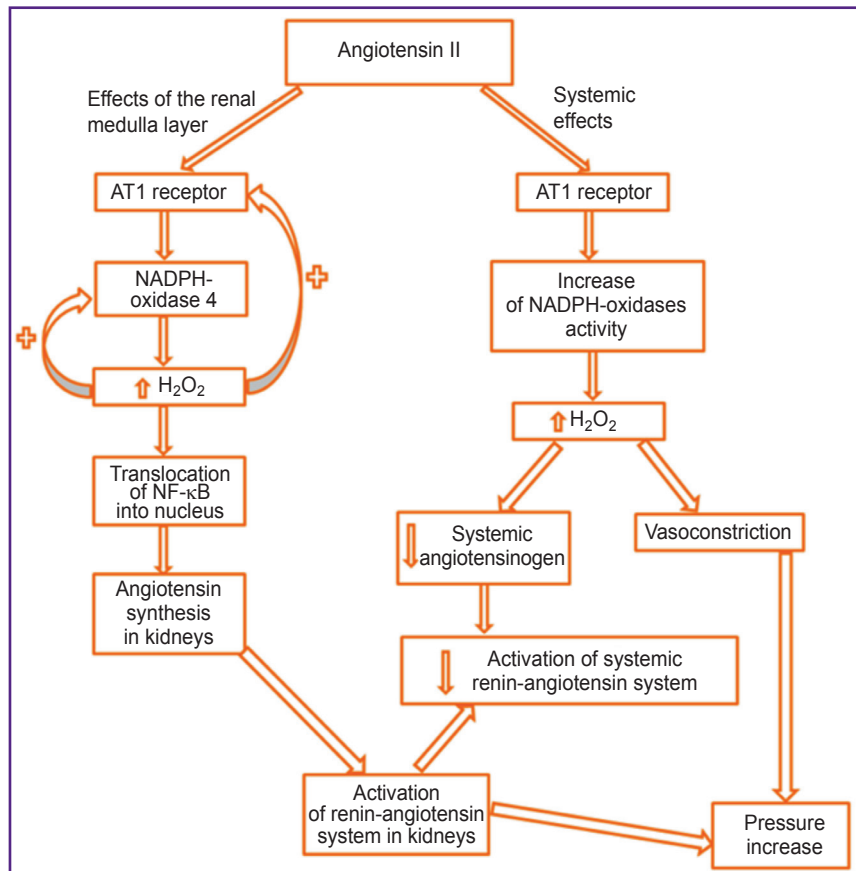 Angiotensin II
Effects of the renal
medulla layer
Systemic
effects
AT1 receptor
AT1 receptor
NADPH-
oxidase 4
Increase
of NADPH-oxidases
activity
+
+
H₂O₂
H₂O₂
Translocation
of NF-κB
into nucleus
Systemic
angiotensinogen
Vasoconstriction
Angiotensin
synthesis
in kidneys
Activation of systemic
renin-angiotensin system
Activation
of renin-angiotensin
system in kidneys
Pressure
increase